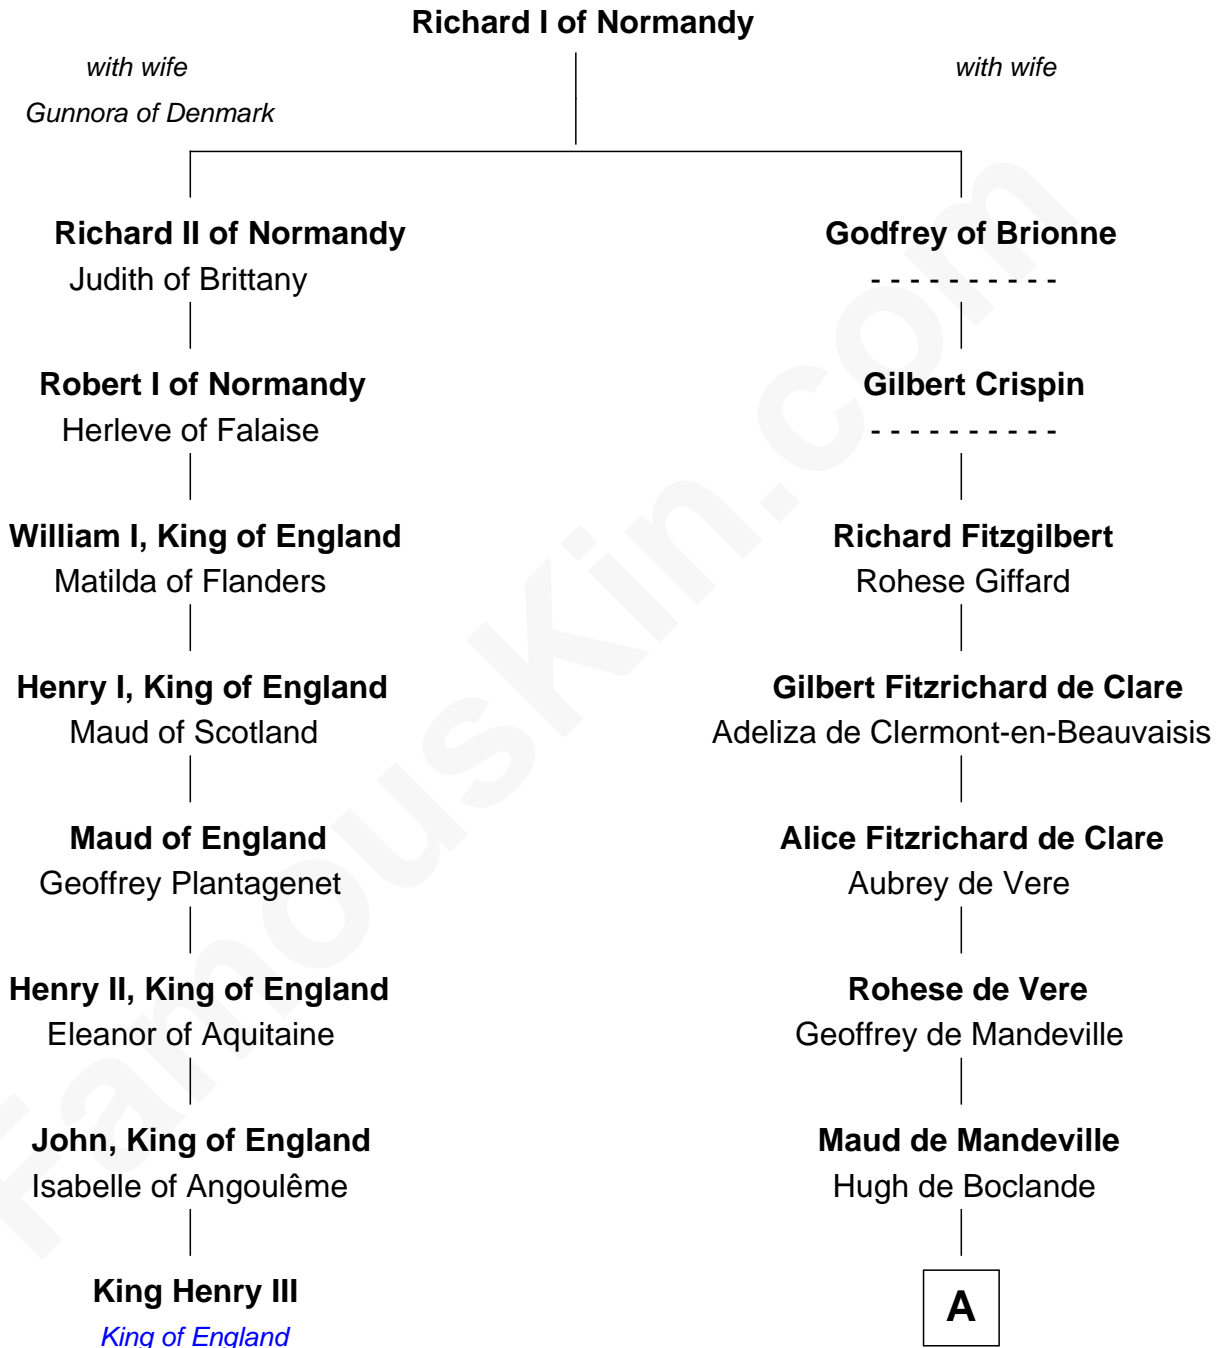 Richard I of Normandy
with wife
with wife
Gunnora of Denmark
Richard II of Normandy
Godfrey of Brionne
Judith of Brittany
- - - - - - - - - -
Robert I of Normandy
Gilbert Crispin
Herleve of Falaise
- - - - - - - - - -
William I, King of England
Richard Fitzgilbert
Matilda of Flanders
Rohese Giffard
Henry I, King of England
Gilbert Fitzrichard de Clare
Maud of Scotland
Adeliza de Clermont-en-Beauvaisis
Maud of England
Alice Fitzrichard de Clare
Geoffrey Plantagenet
Aubrey de Vere
Henry II, King of England
Rohese de Vere
Eleanor of Aquitaine
Geoffrey de Mandeville
John, King of England
Maud de Mandeville
Isabelle of Angoulême
Hugh de Boclande
King Henry III
A
King of England
FamousKin.com